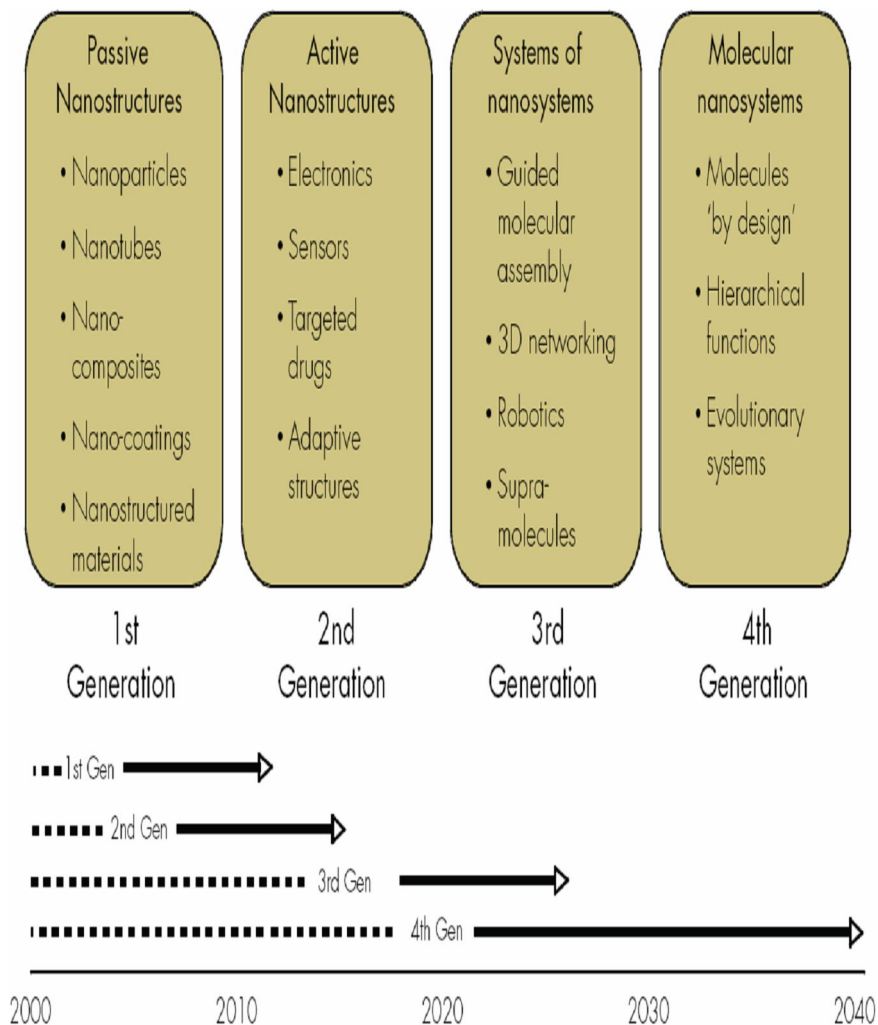 Passive
Nanostructures
• Nanoparticles
• Nanotubes
• Nano-
composites
• Nano-coatings
• Nanostructured
materials
1st
Generation
Active
Nanostructures
• Electronics
• Sensors
• Targeted
drugs
• Adaptive
structures
2nd
Generation
Systems of
nanosystems
• Guided
molecular
assembly
• 3D networking
• Robotics
• Supra-
molecules
3rd
Generation
Molecular
nanosystems
• Molecules
‘by design’
• Hierarchical
functions
• Evolutionary
systems
4th
Generation
1st Gen
2nd Gen
3rd Gen
4th Gen
2000 2010 2020 2030 2040